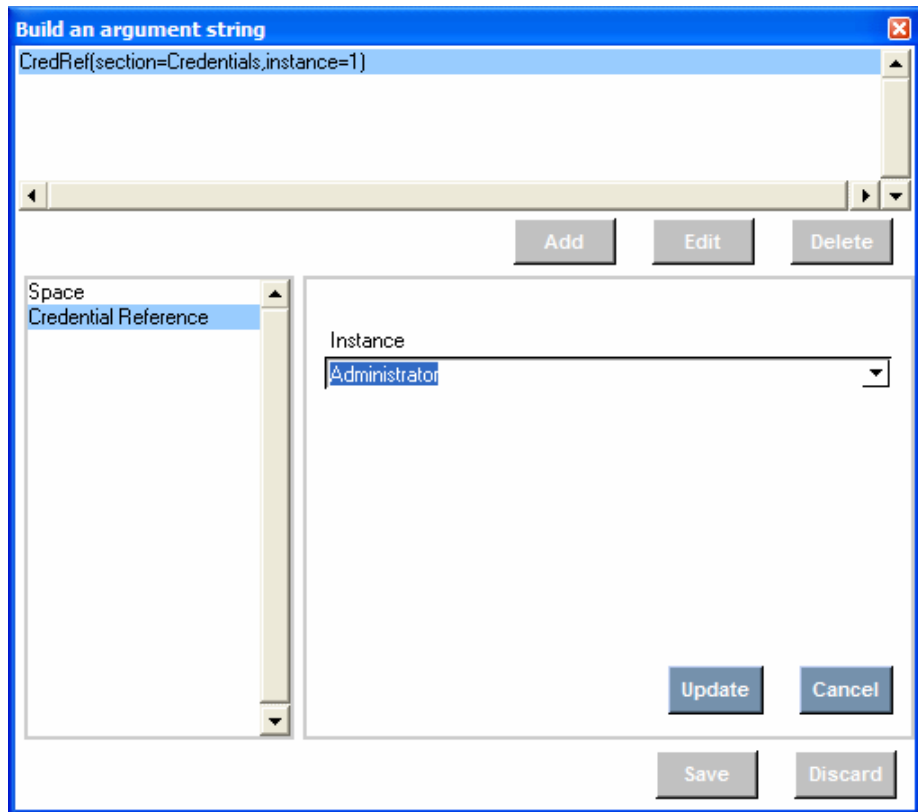 Build an argument string
CredRef(section=Credentials,instance=1)
Add Edit Delete
Space
Credential Reference
Instance
Administrator
Update Cancel
Save Discard